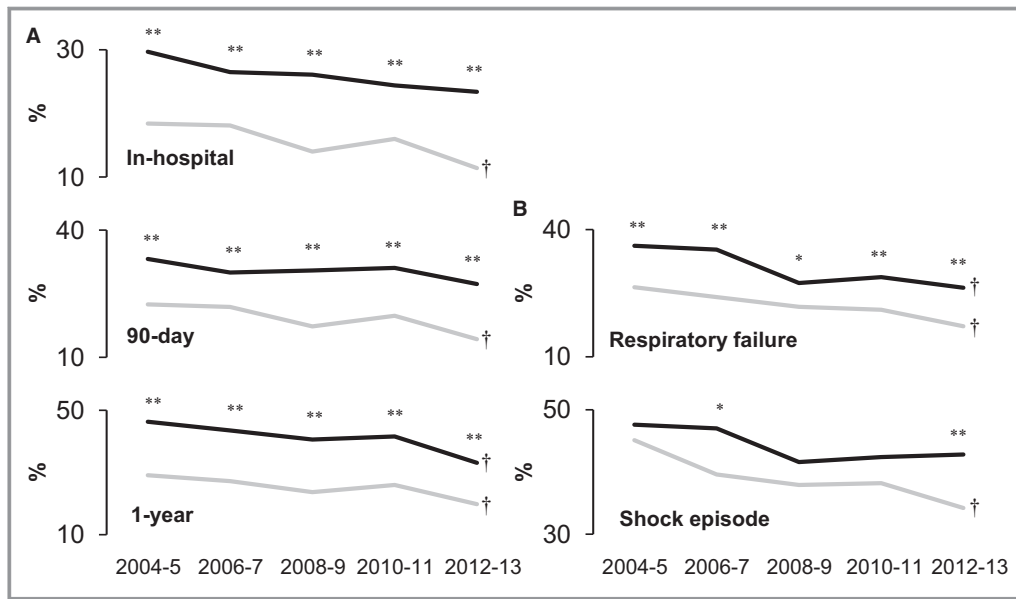 A
30
** ** ** ** **
%
In-hospital
10
†
40
** ** ** ** **
%
90-day
10
†
50
** ** ** ** **
†
%
†
1-year
10
2004-5 2006-7 2008-9 2010-11 2012-13
B
40
** ** * ** **
†
%
†
Respiratory failure
10
50
* **
%
†
Shock episode
30
2004-5 2006-7 2008-9 2010-11 2012-13